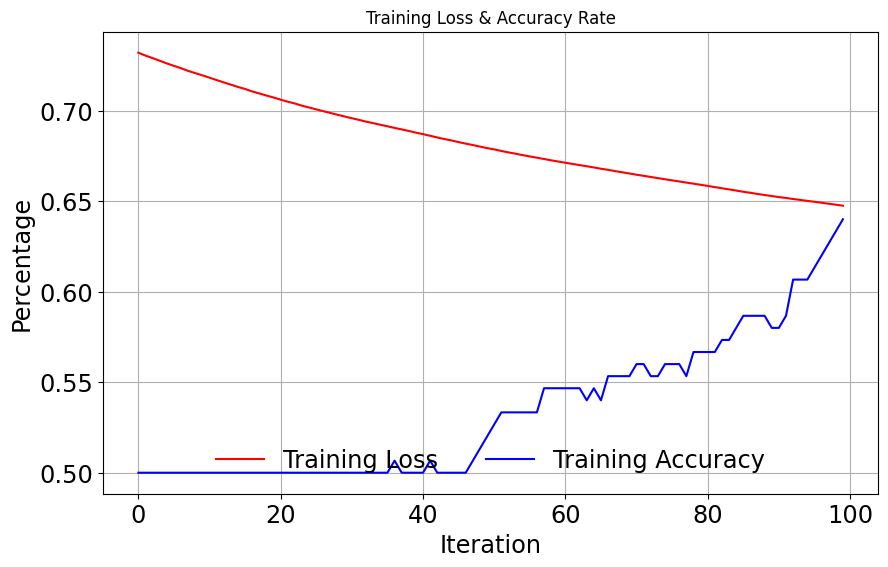 Training Loss & Accuracy Rate
0.70
0.65
0.60
0.55
0.50
Percentage
Training Loss Training Accuracy
0 20 40 60 80 100
Iteration